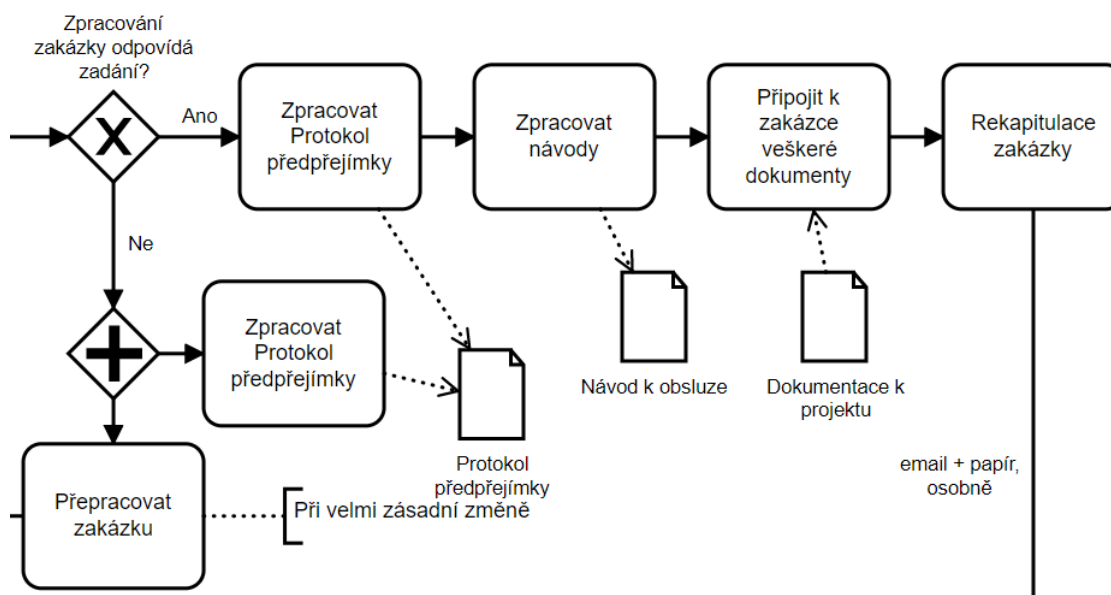 Zpracování
zakázky odpovídá
zadání?
Ano
Zpracovat
Protokol
předpřejímky
Zpracovat
návody
Připojit k
zakázce
veškeré
dokumenty
Rekapitulace
zakázky
Ne
Zpracovat
Protokol
předpřejímky
Návod k obsluze
Dokumentace k
projektu
Protokol
předpřejímky
email + papír,
osobně
Přepracovat
zakázku
Při velmi zásadní změně